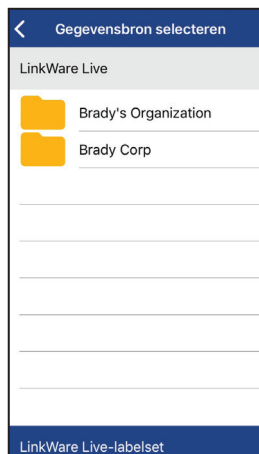 Gegevensbron selecteren
LinkWare Live
Brady's Organization
Brady Corp
LinkWare Live-labelset